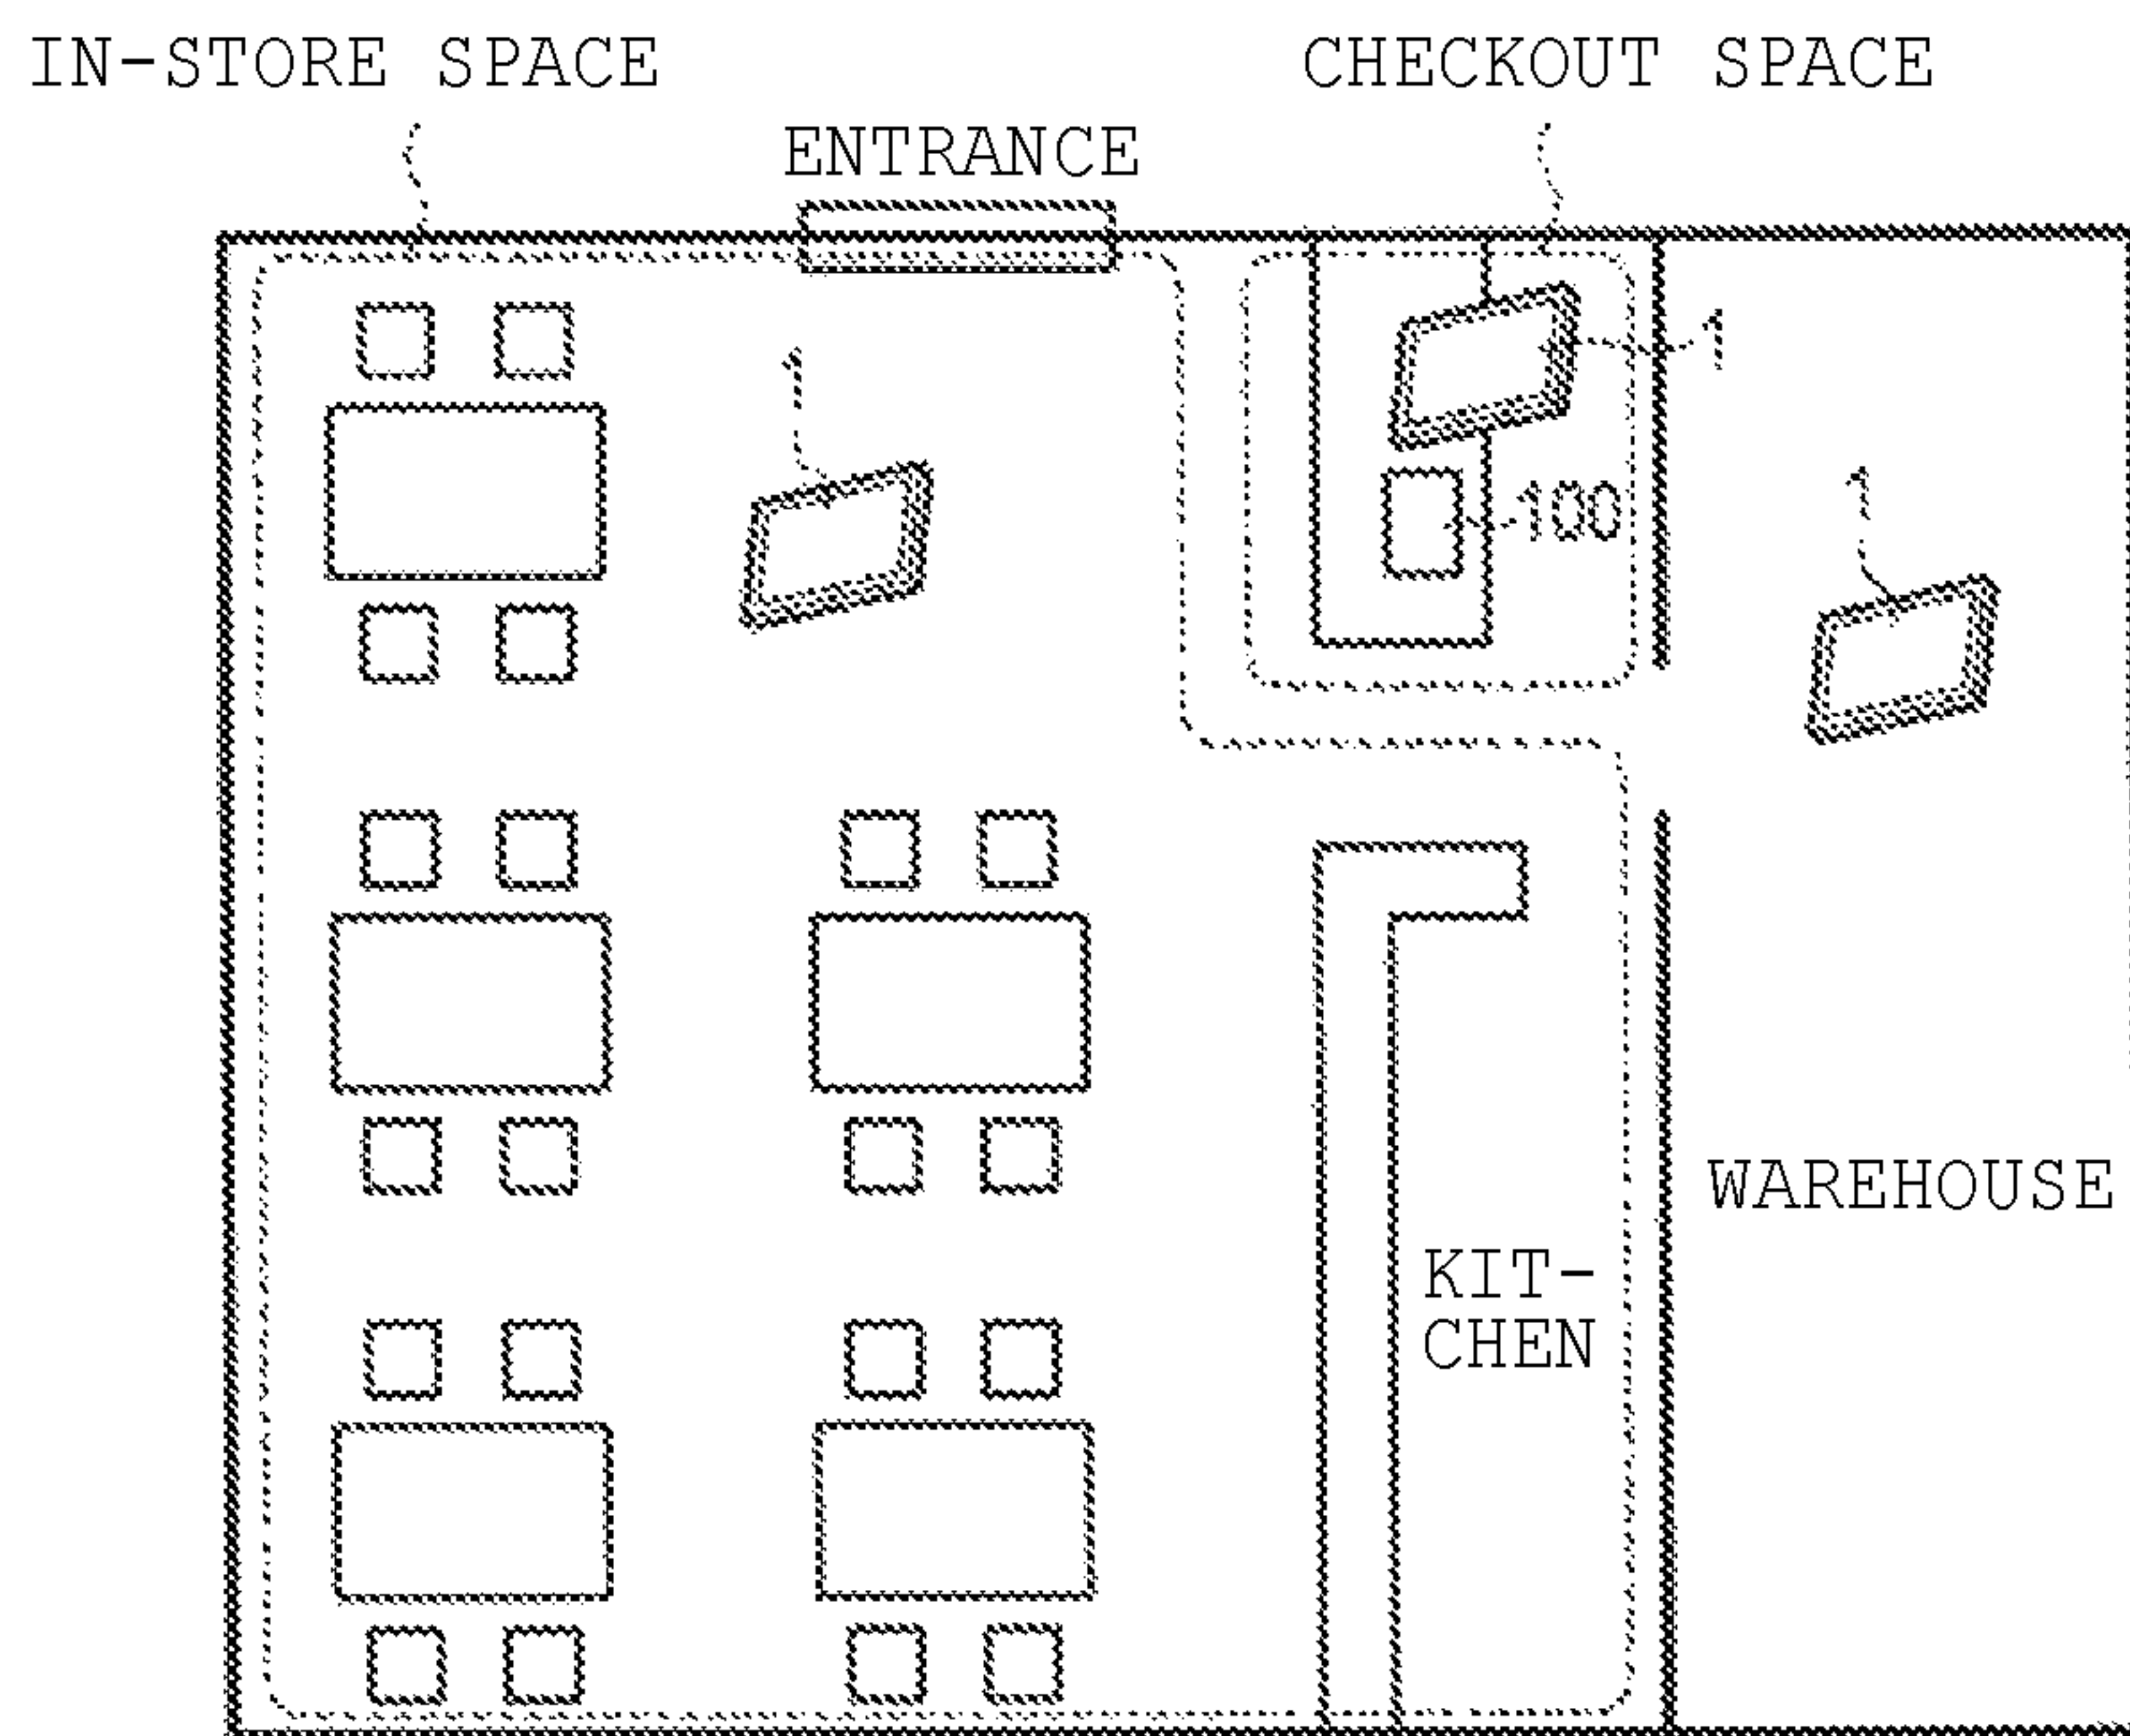 IN-STORE SPACE
CHECKOUT SPACE
ENTRANCE
1
1
100
1
WAREHOUSE
KIT-
CHEN